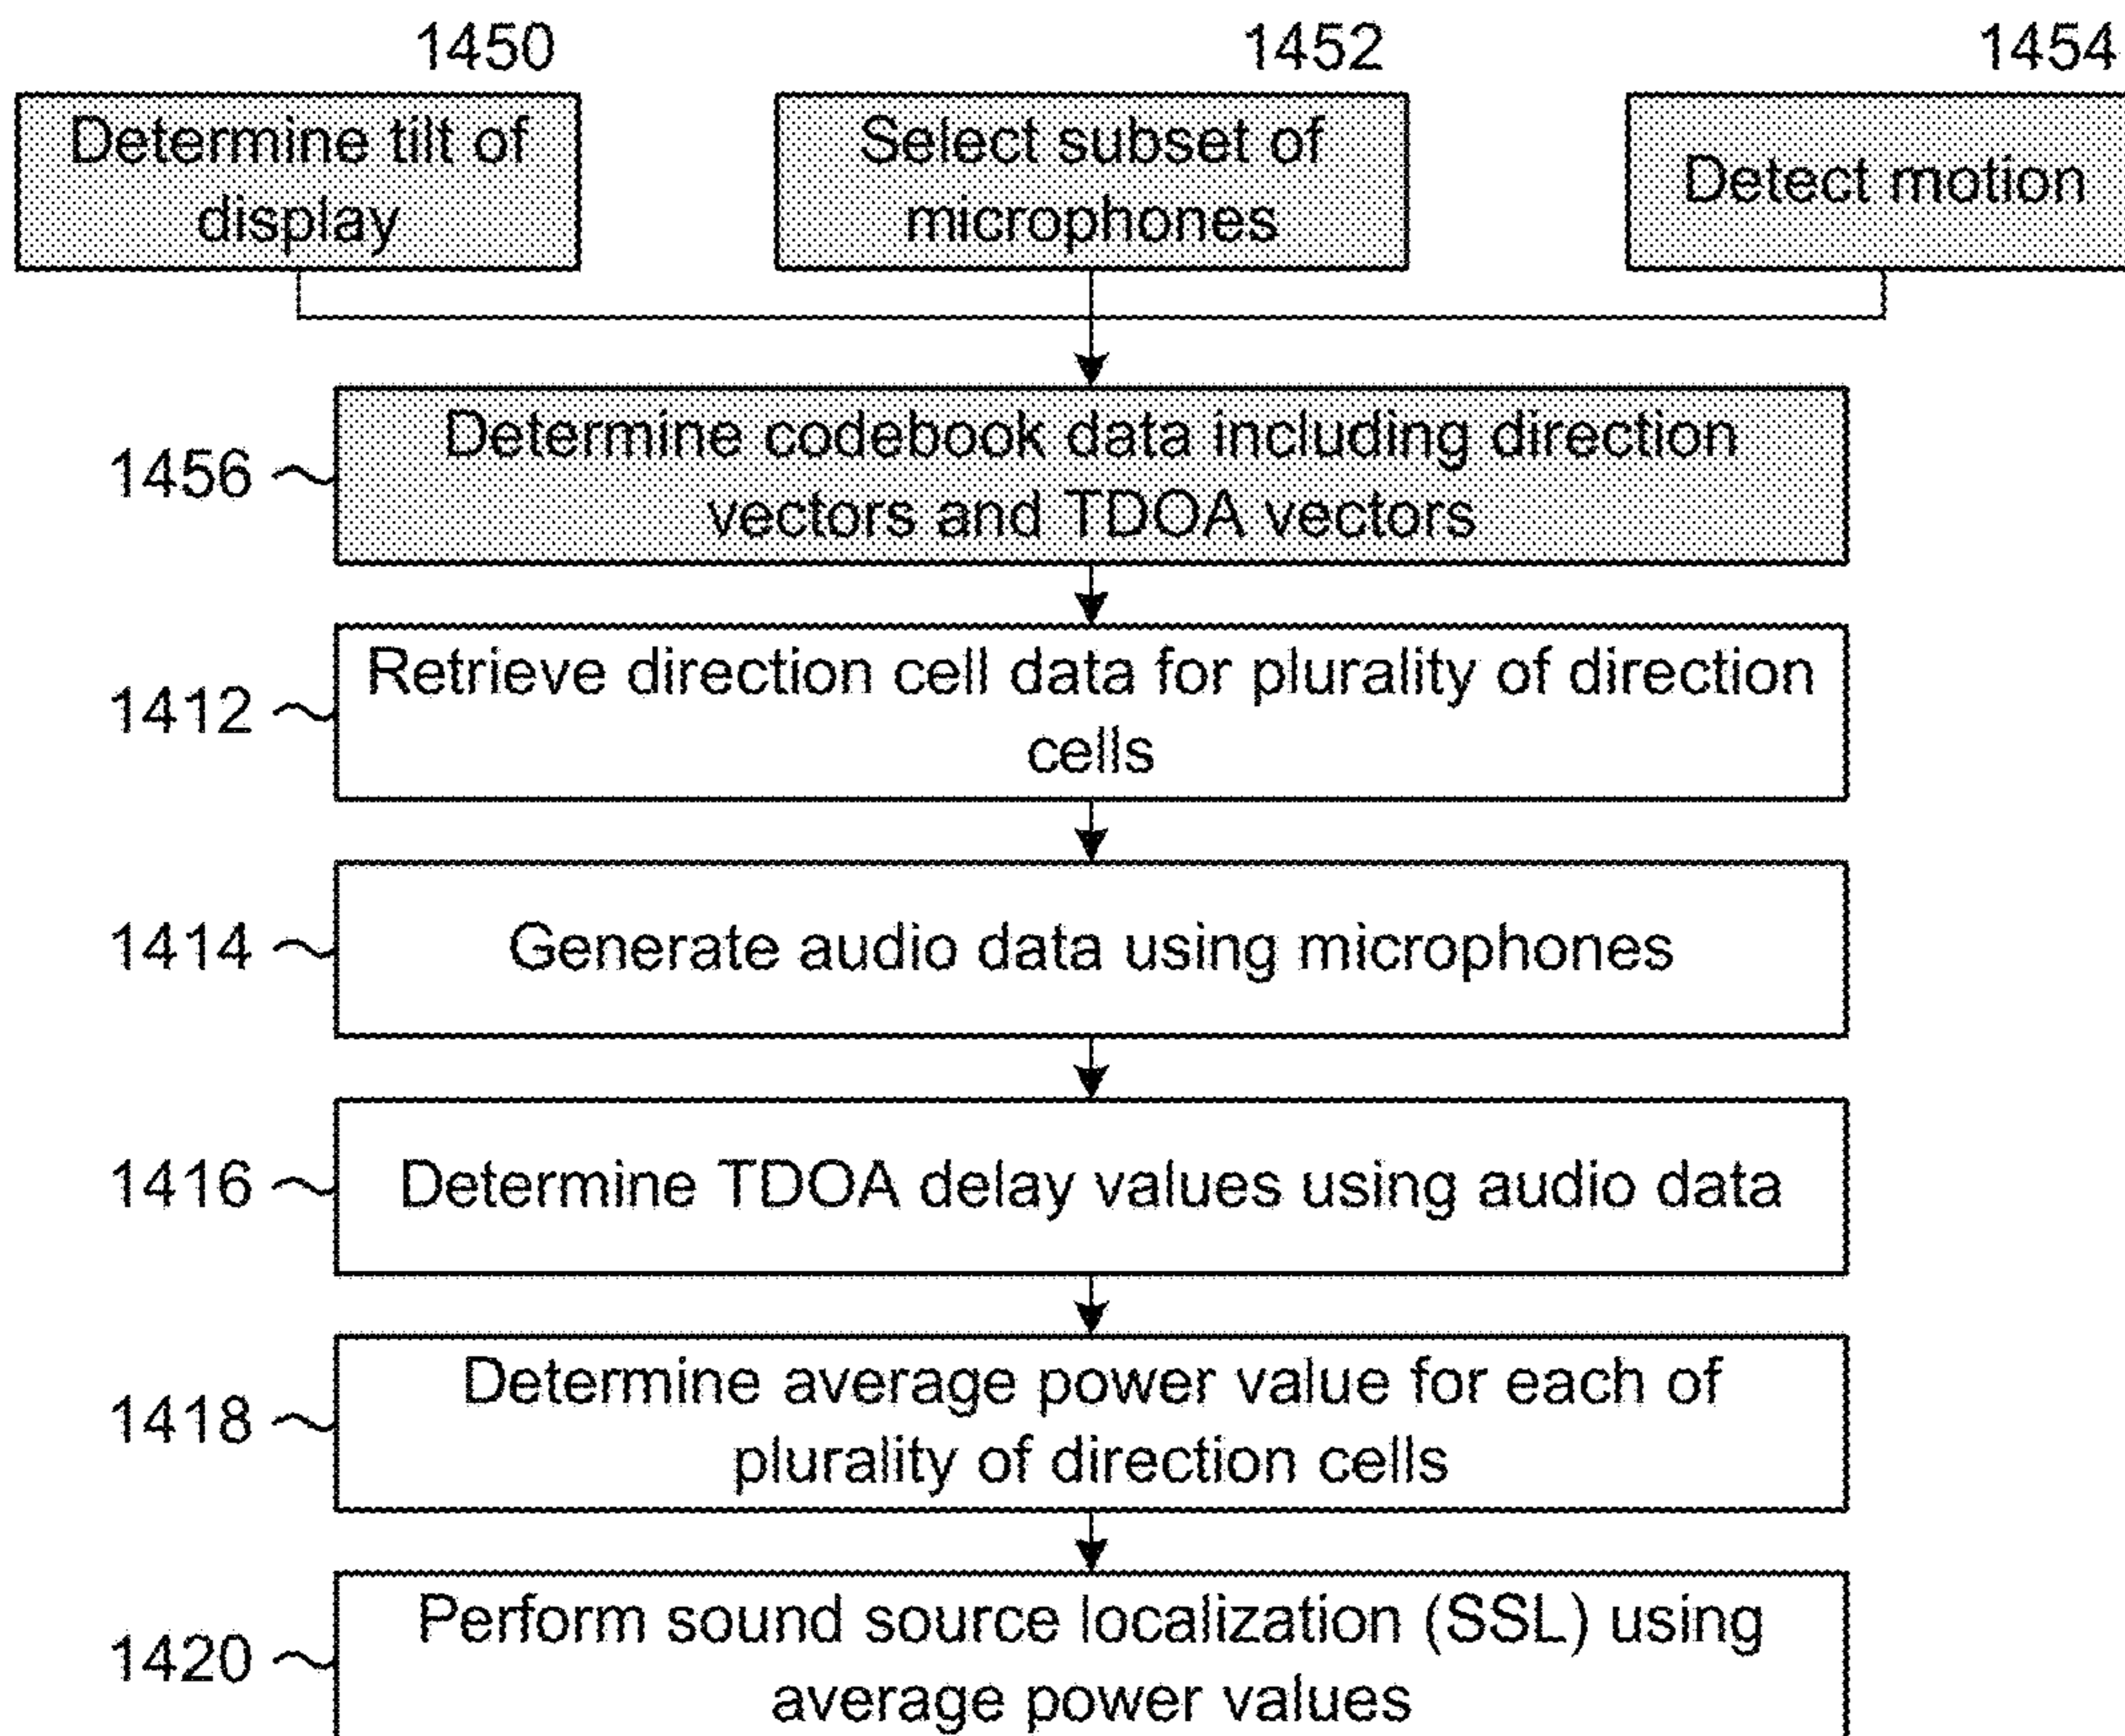 1450
1452
1454
Determine tilt of
display
Select subset of
microphones
Detect motion
1456
Determine codebook data including direction
vectors and TDOA vectors
1412
Retrieve direction cell data for plurality of direction
cells
1414
Generate audio data using microphones
1416
Determine TDOA delay values using audio data
1418
Determine average power value for each of
plurality of direction cells
1420
Perform sound source localization (SSL) using
average power values